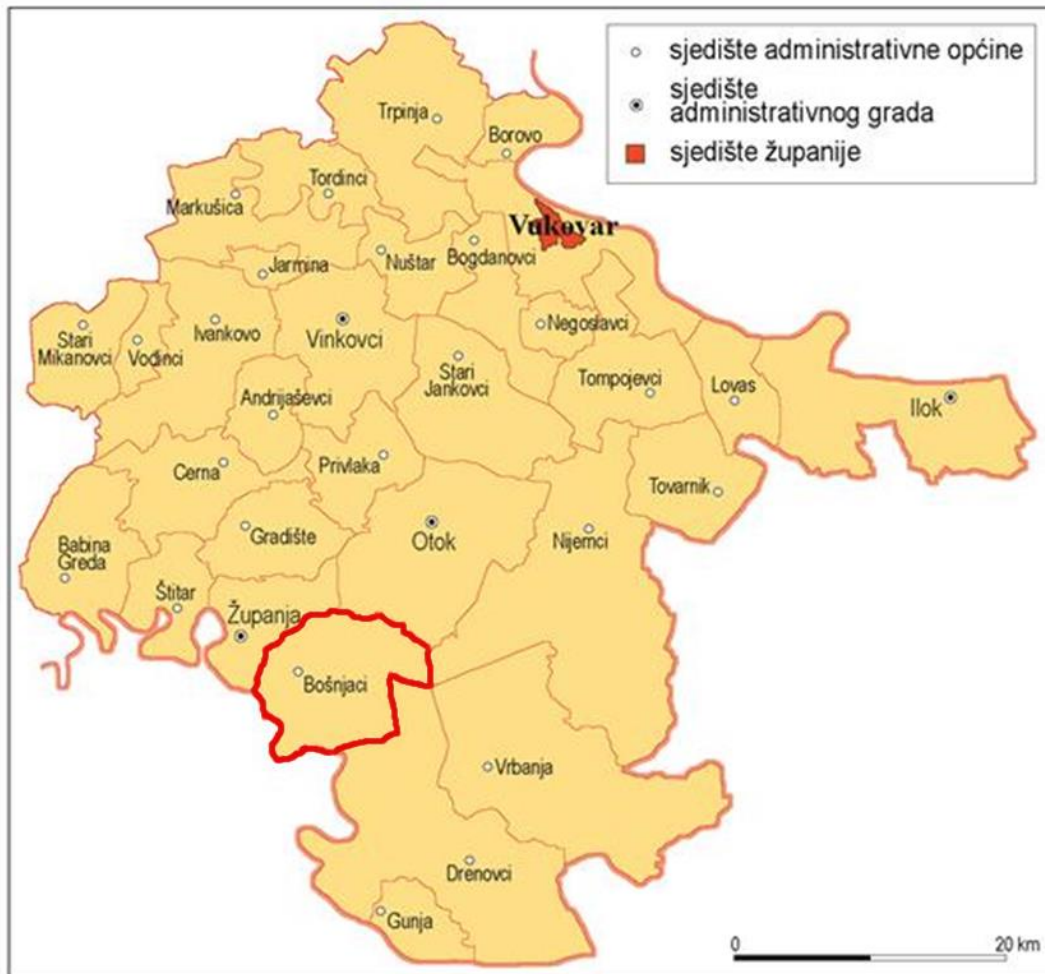 sjedište administrativne općine
sjedište
administrativnog grada
sjedište županije
Trpinja
Borovo
Tordinci
Markušica
Vukovar
Nuštar
Bogdanovci
Jarmina
Ivankovo
Vinkovci
Negoslavci
Stari
Mikanovci
Vođinci
Stari
Jankovci
Tompojevci
Lovas
Ilok
Andrijaševci
Cerna
Privlaka
Tovarnik
Gradište
Otok
Nijemci
Babina
Greda
Štitar
Županja
Bošnjaci
Vrbanja
Drenovci
Gunja
0
20 km